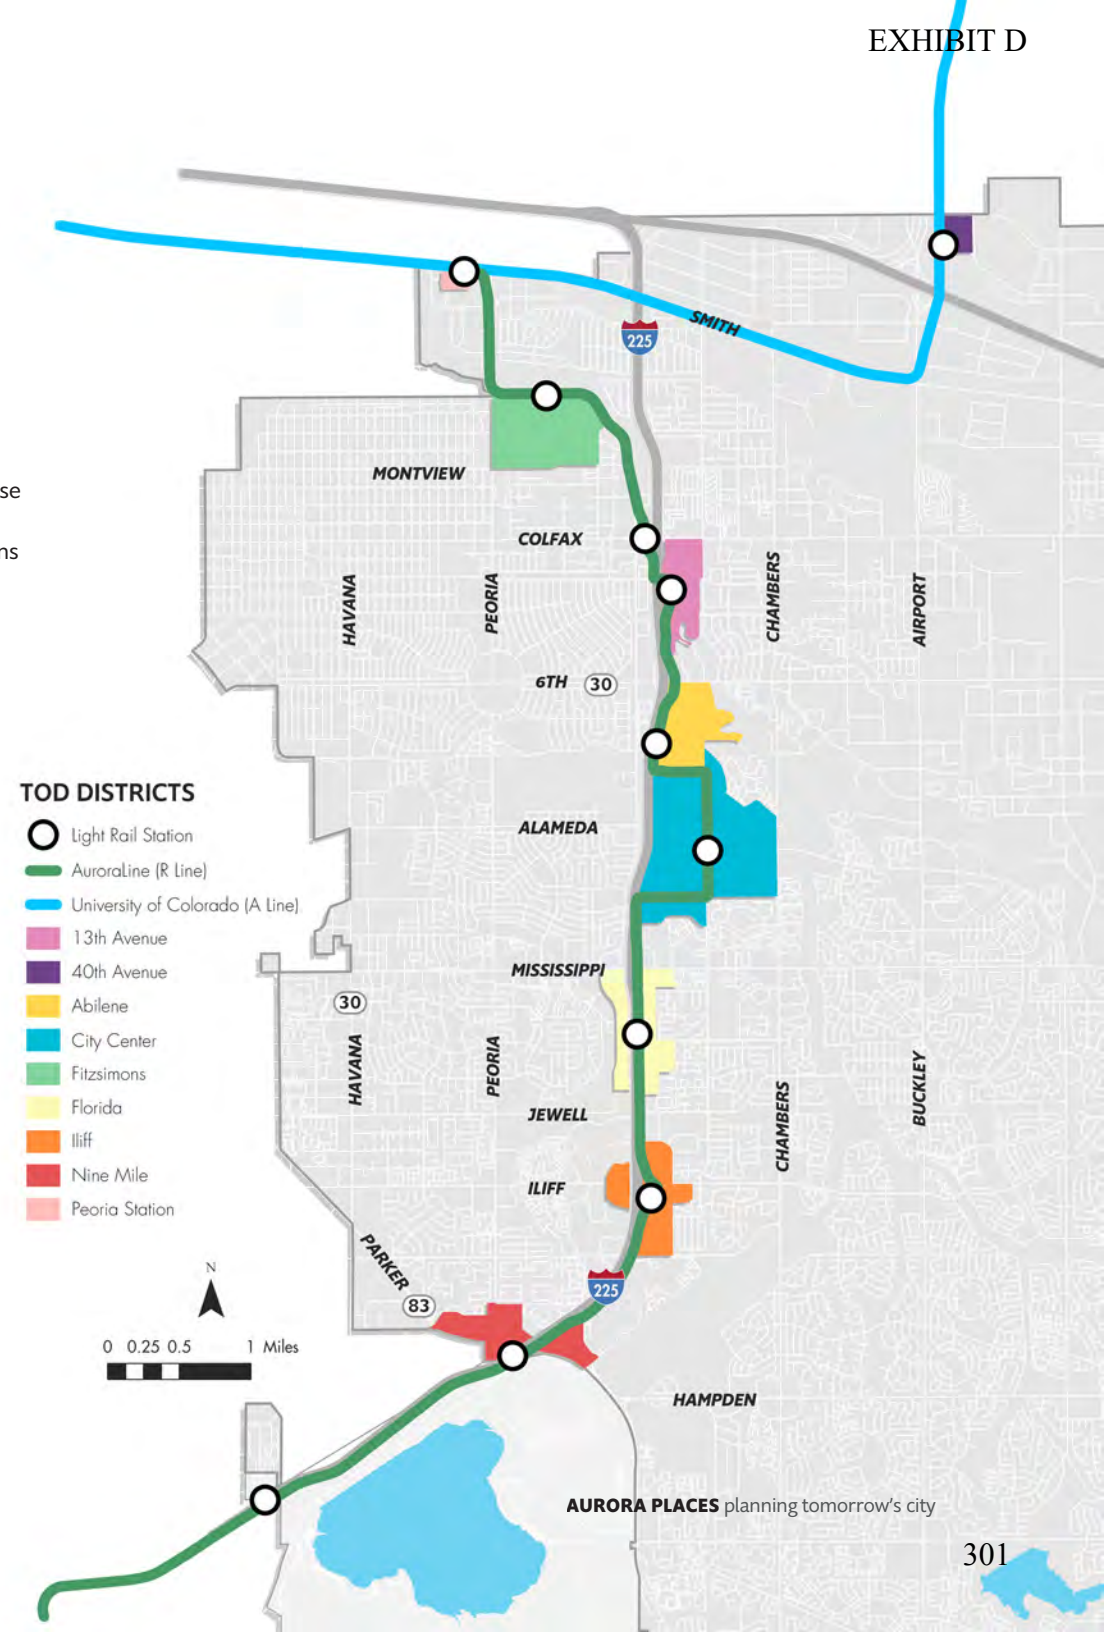 EXHIBIT D
SMITH
225
MONTVIEW
se
COLFAX
ns
HAVANA
PEORIA
CHAMBERS
AIRPORT
6TH 30
TOD DISTRICTS
Light Rail Station
AuroraLine (R Line)
University of Colorado (A Line)
13th Avenue
40th Avenue
Abilene
City Center
Fitzsimons
Florida
Iliff
Nine Mile
Peoria Station
ALAMEDA
MISSISSIPPI
30
HAVANA
PEORIA
JEWELL
CHAMBERS
BUCKLEY
ILIFF
PARKER
83
225
N
0 0.25 0.5 1 Miles
HAMPDEN
AURORA PLACES planning tomorrow's city
301